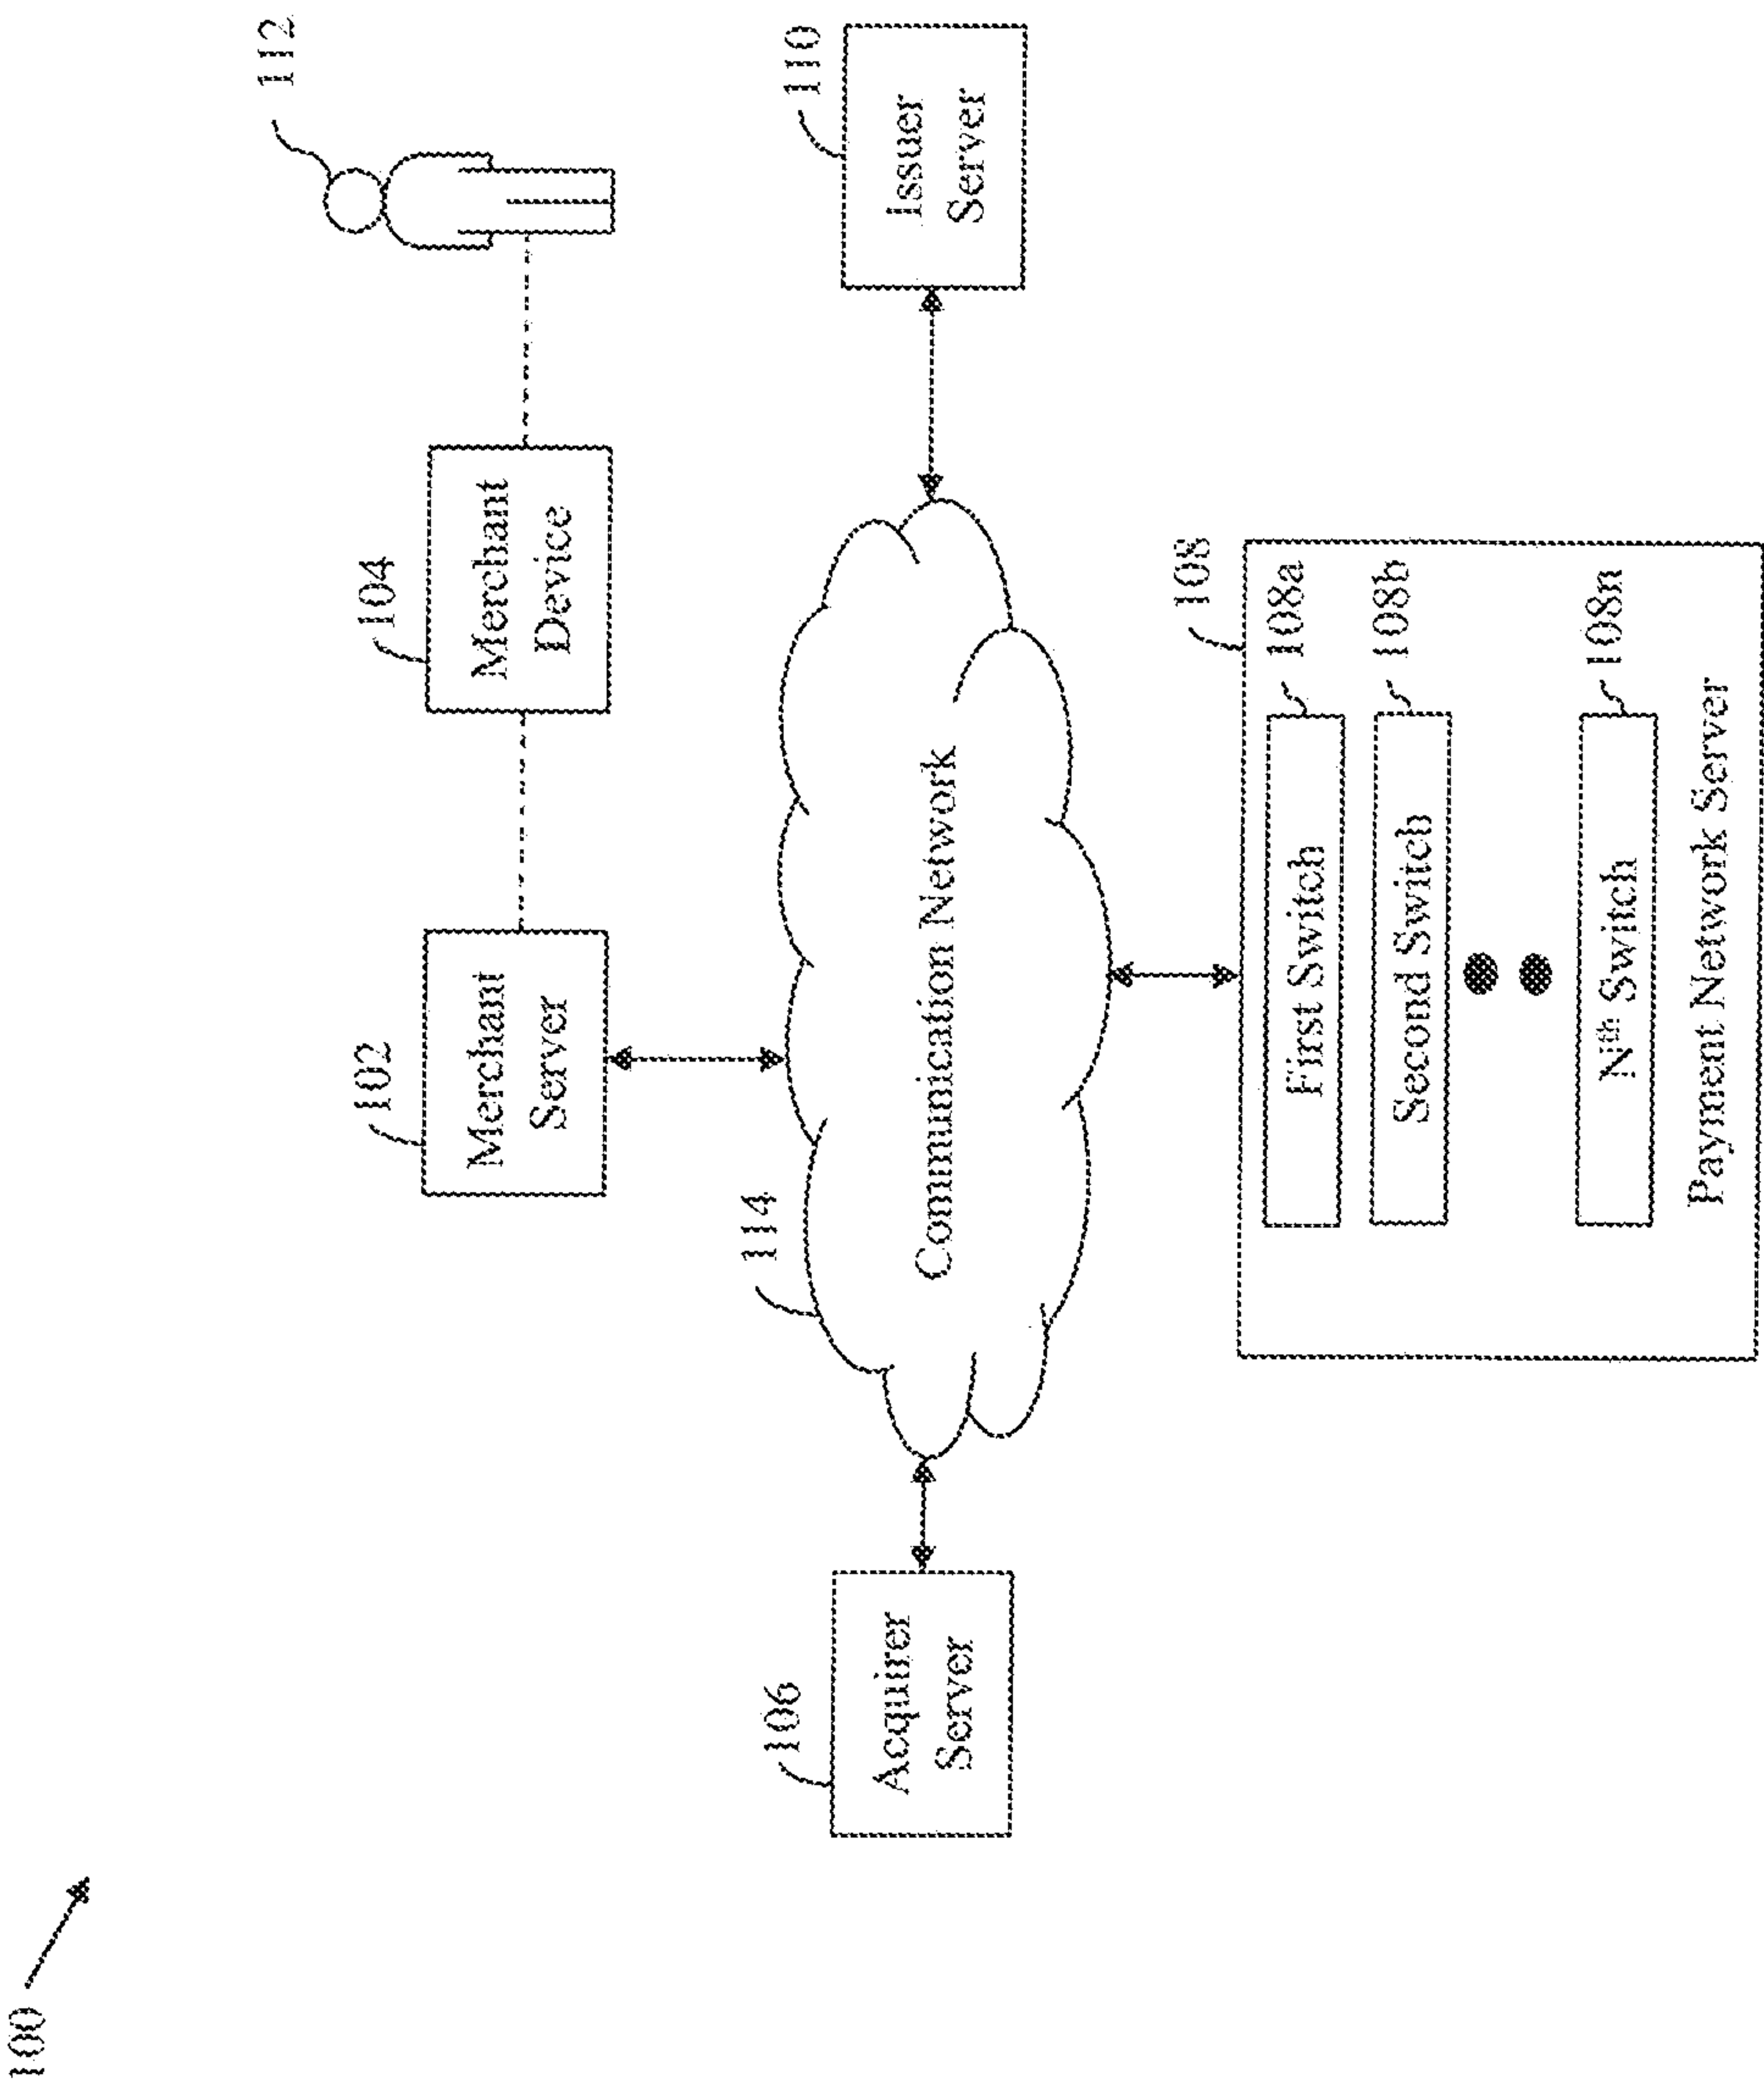 100
112
104
Merchant
Device
102
Merchant
Server
114
Communication Network
110
Issuer
Server
106
Acquirer
Server
108
First Switch
108a
Second Switch
108b
Nth Switch
108n
Payment Network Server